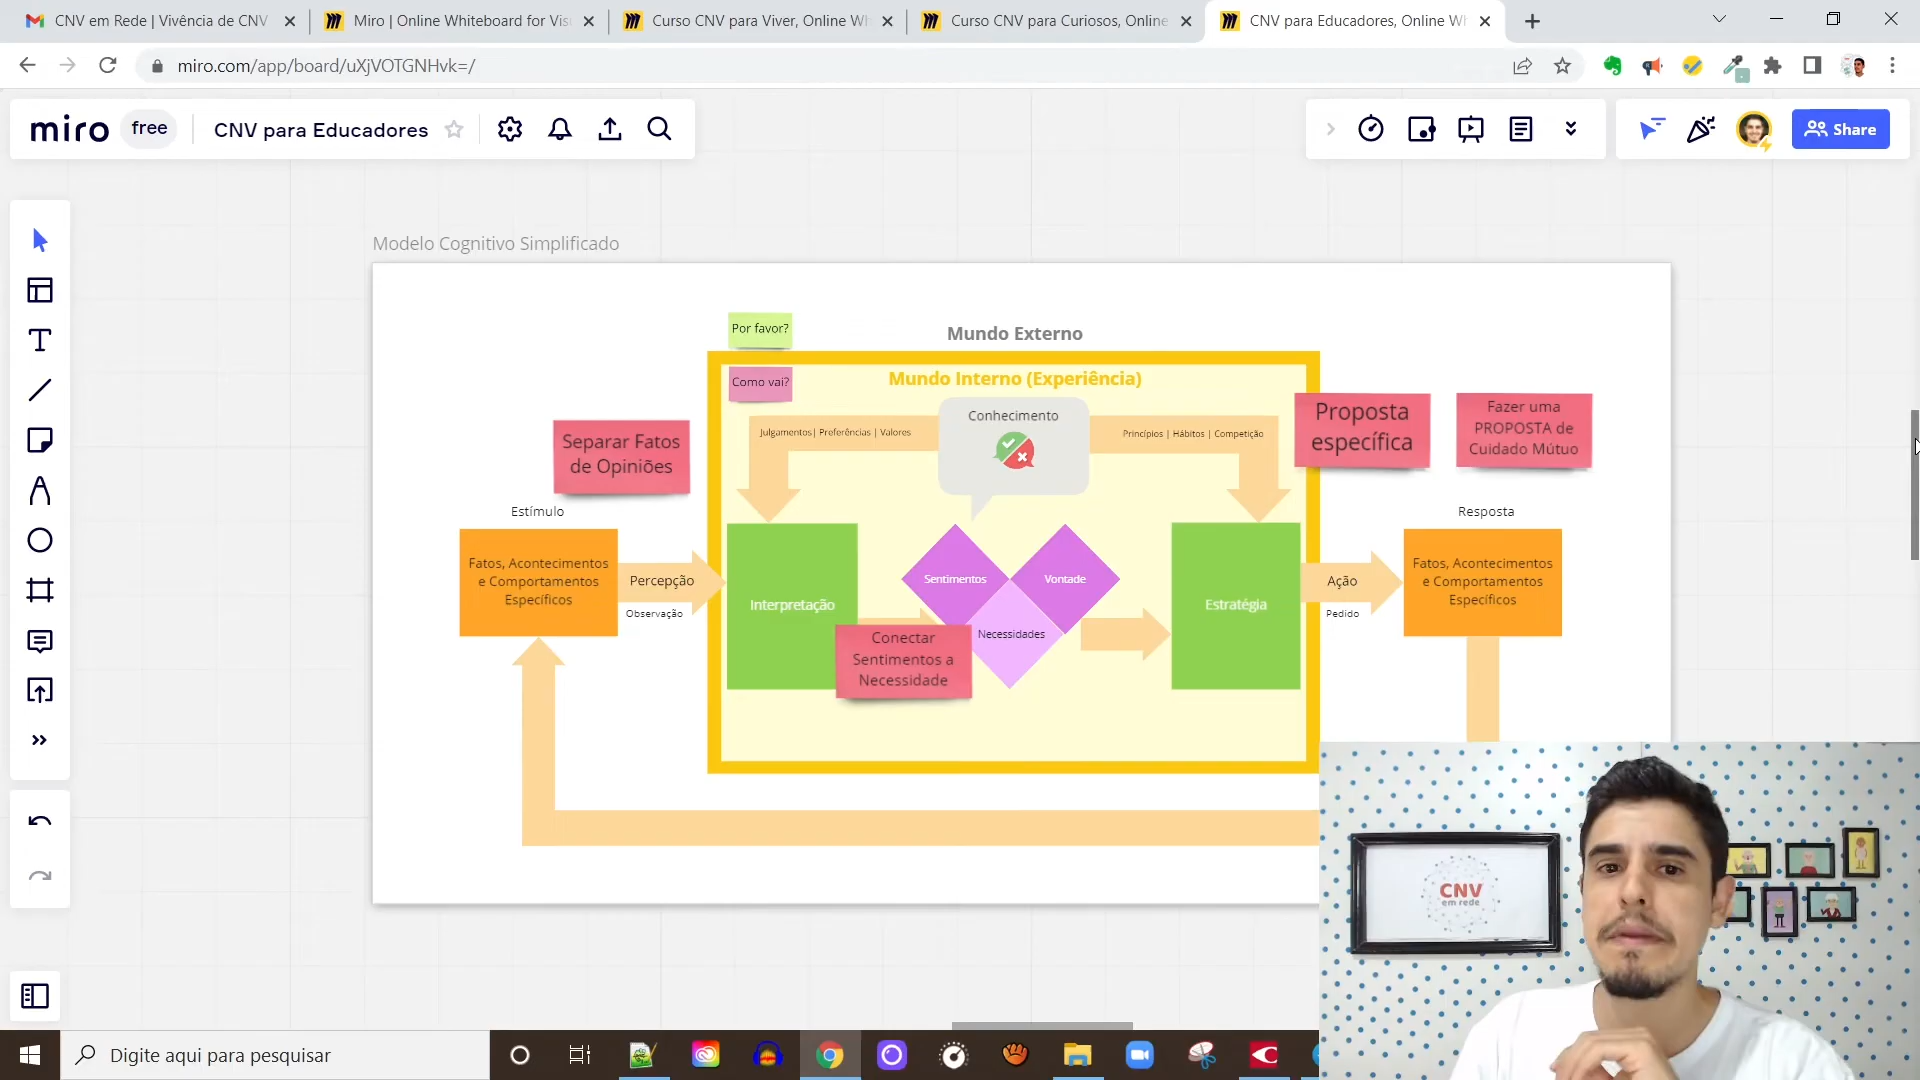 CNV em Rede | Vivência de CNV
Miro | Online Whiteboard for Vis
Curso CNV para Viver, Online Wh
Curso CNV para Curiosos, Online
CNV para Educadores, Online Wh
miro.com/app/board/uXjVOTGNHvk=/
miro
free
CNV para Educadores
Share
Modelo Cognitivo Simplificado
Por favor?
Mundo Externo
Como vai?
Mundo Interno (Experiência)
Conhecimento
Julgamentos| Preferências | Valores
Princípios | Hábitos | Competição
Separar Fatos
de Opiniões
Proposta
específica
Fazer uma
PROPOSTA de
Cuidado Mútuo
Estímulo
Resposta
Fatos, Acontecimentos
e Comportamentos
Específicos
Percepção
Observação
Interpretação
Sentimentos
Vontade
Necessidades
Conectar
Sentimentos a
Necessidade
Estratégia
Ação
Pedido
Fatos, Acontecimentos
e Comportamentos
Específicos
CNV
em rede
Digite aqui para pesquisar